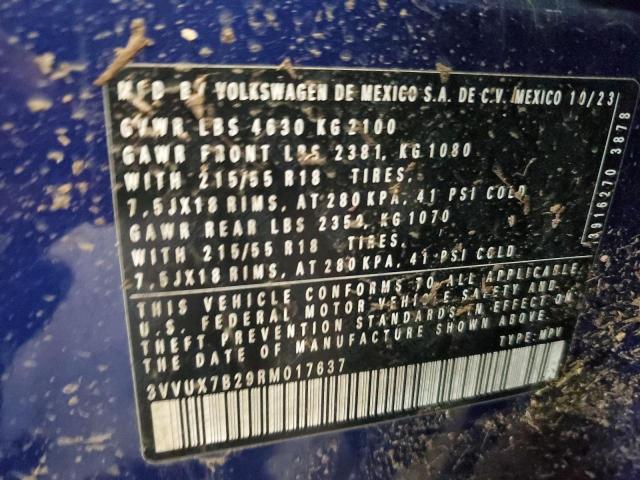 MFD BY VOLKSWAGEN DE MEXICO S.A. DE C.V. MEXICO 10/23
GVWR LBS 4630 KG 2100
GAWR FRONT LBS 2381, KG 1080
WITH 215/55 R18 TIRES,
7,5JX18 RIMS, AT 280 KPA, 41 PSI COLD
GAWR REAR LBS 2359, KG 1070
WITH 215/55 R18 TIRES,
7,5JX18 RIMS, AT 280 KPA, 41 PSI COLD
THIS VEHICLE CONFORMS TO ALL APPLICABLE
U.S. FEDERAL MOTOR VEHICLE SAFETY AND
THEFT PREVENTION STANDARDS IN EFFECT ON
THE DATE OF MANUFACTURE SHOWN ABOVE
TYPE: MPV
3VVUX7B29RM017637
3878